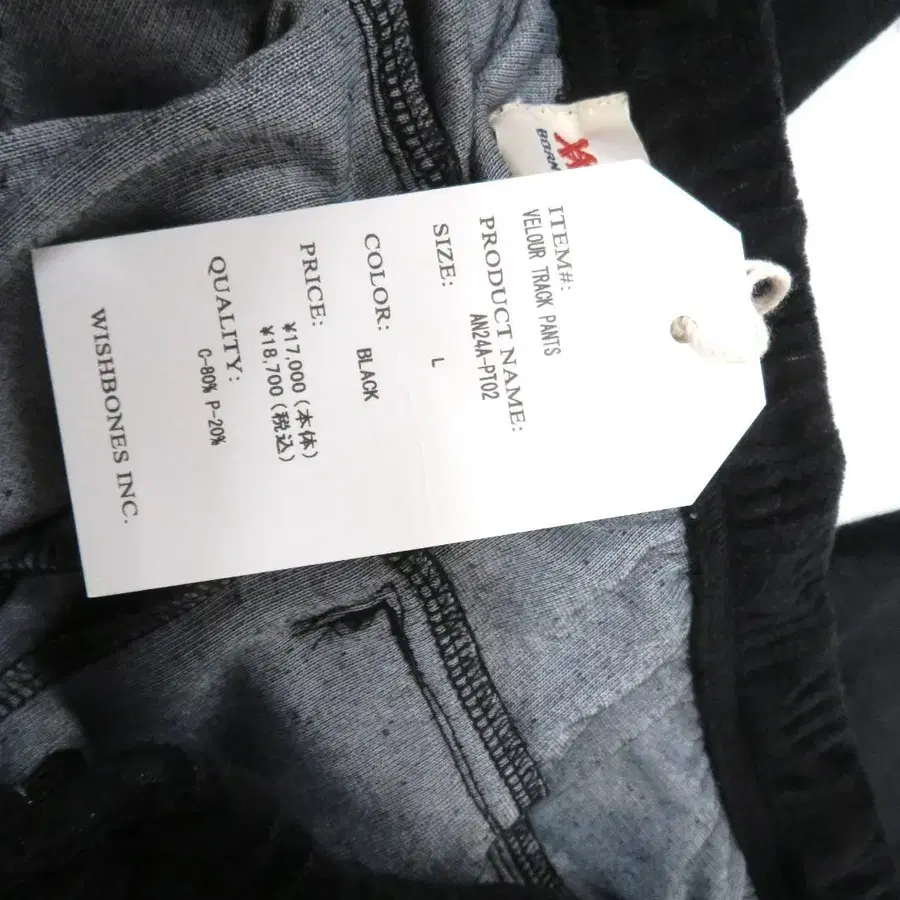 BORN
ITEM#:
VELOUR TRACK PANTS
PRODUCT NAME:
AN24A-PT02
SIZE:
L
COLOR:
BLACK
PRICE:
¥17,000(本体)
¥18,700(税込)
QUALITY:
C-80% P-20%
WISHBONES INC.